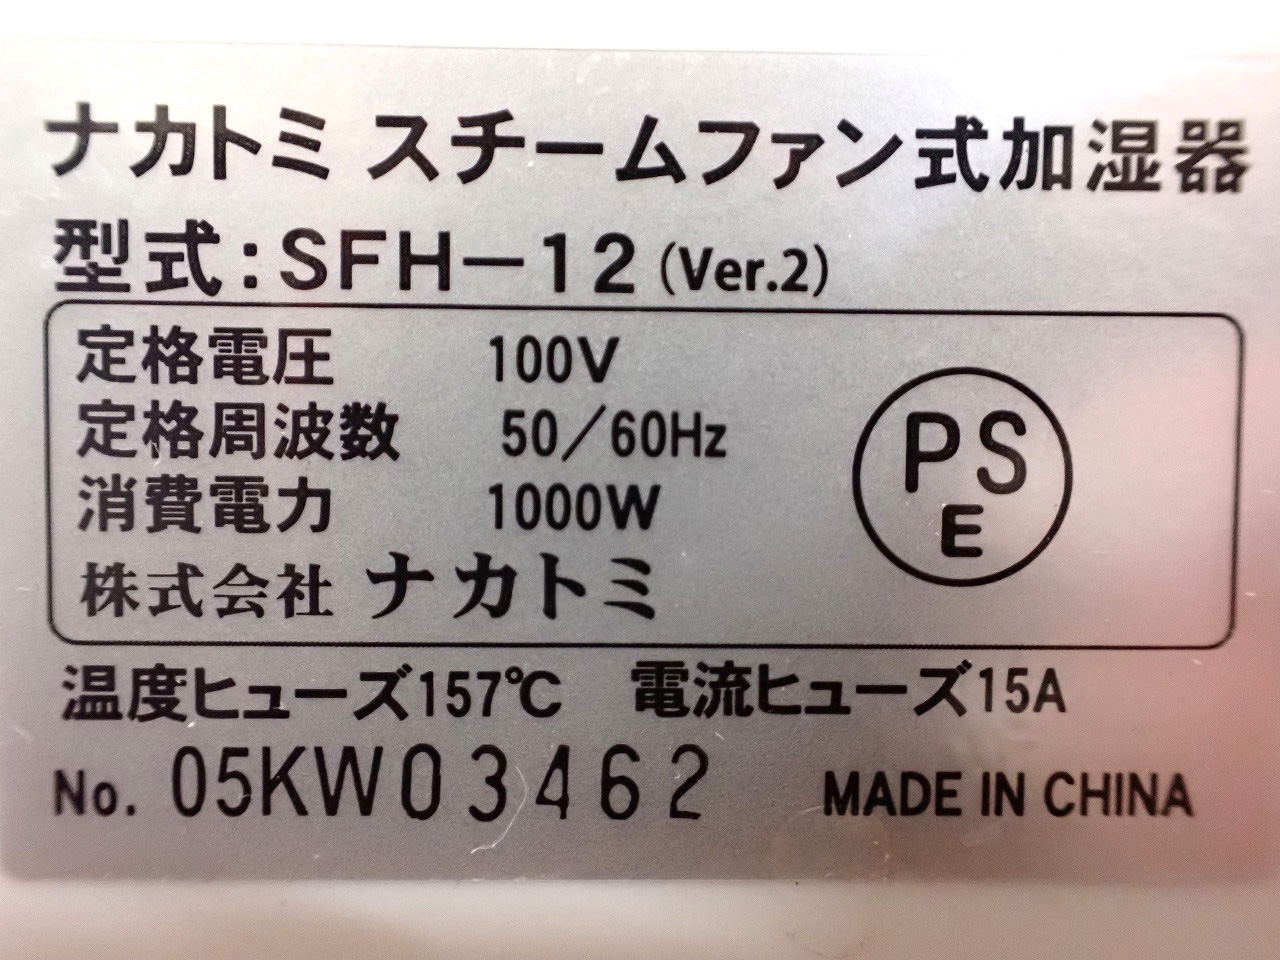 ナカトミ スチームファン式加湿器
型式:SFH-12(Ver.2)
定格電圧 100V
定格周波数 50/60Hz
消費電力 1000W
株式会社 ナカトミ
PS
E
温度ヒューズ157℃ 電流ヒューズ15A
No. 05KW03462 MADE IN CHINA